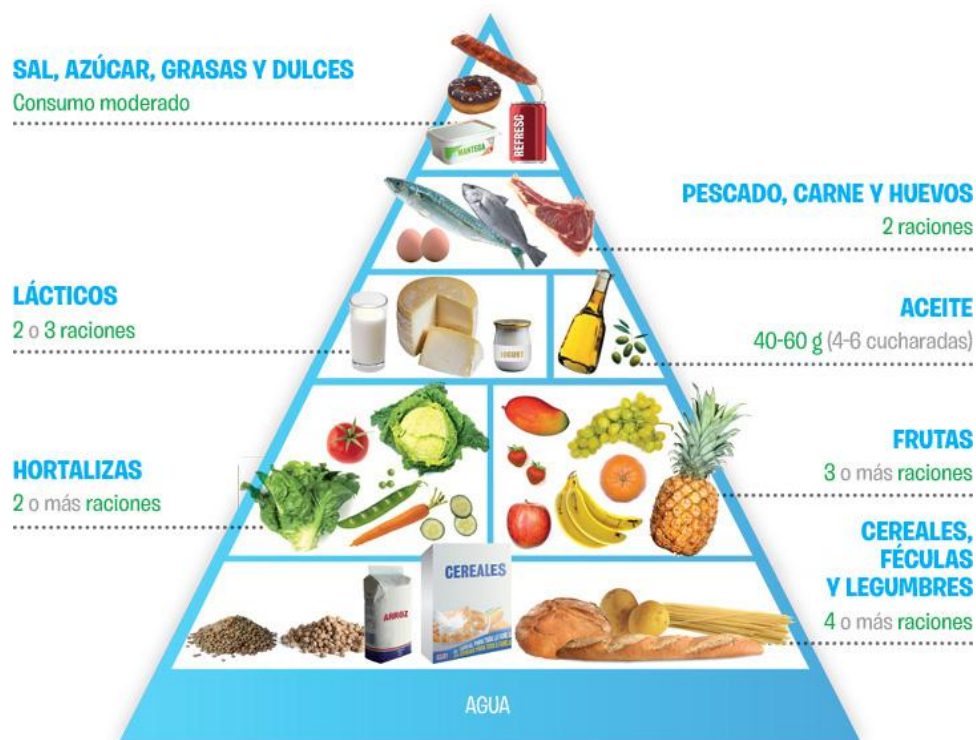 SAL, AZÚCAR, GRASAS Y DULCES
Consumo moderado
MANTEGA
REFRESC
PESCADO, CARNE Y HUEVOS
2 raciones
LÁCTICOS
2 o 3 raciones
IOGURT
ACEITE
40-60 g (4-6 cucharadas)
HORTALIZAS
2 o más raciones
FRUTAS
3 o más raciones
CEREALES,
FÉCULAS
Y LEGUMBRES
4 o más raciones
ARROZ
CEREALES
AGUA